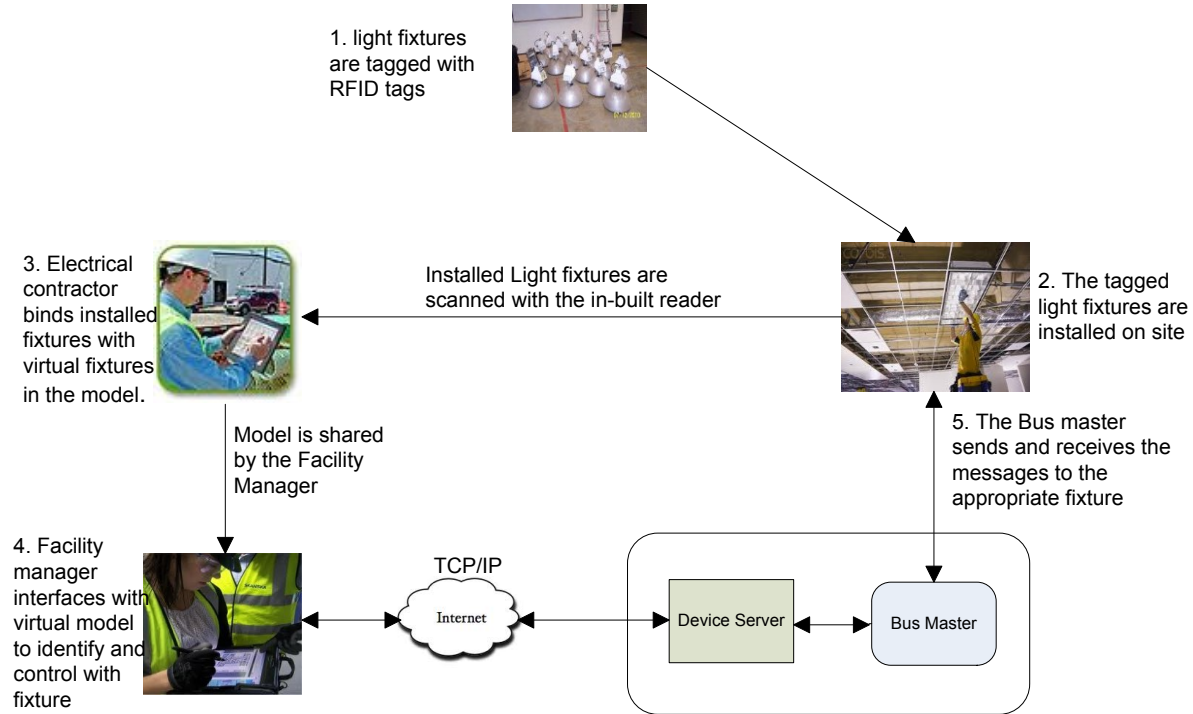 1. light fixtures
are tagged with
RFID tags
3. Electrical
contractor
binds installed
fixtures with
virtual fixtures
in the model.
Installed Light fixtures are
scanned with the in-built reader
2. The tagged
light fixtures are
installed on site
Model is shared
by the Facility
Manager
5. The Bus master
sends and receives the
messages to the
appropriate fixture
4. Facility
manager
interfaces with
virtual model
to identify and
control with
fixture
TCP/IP
Internet
Device Server
Bus Master